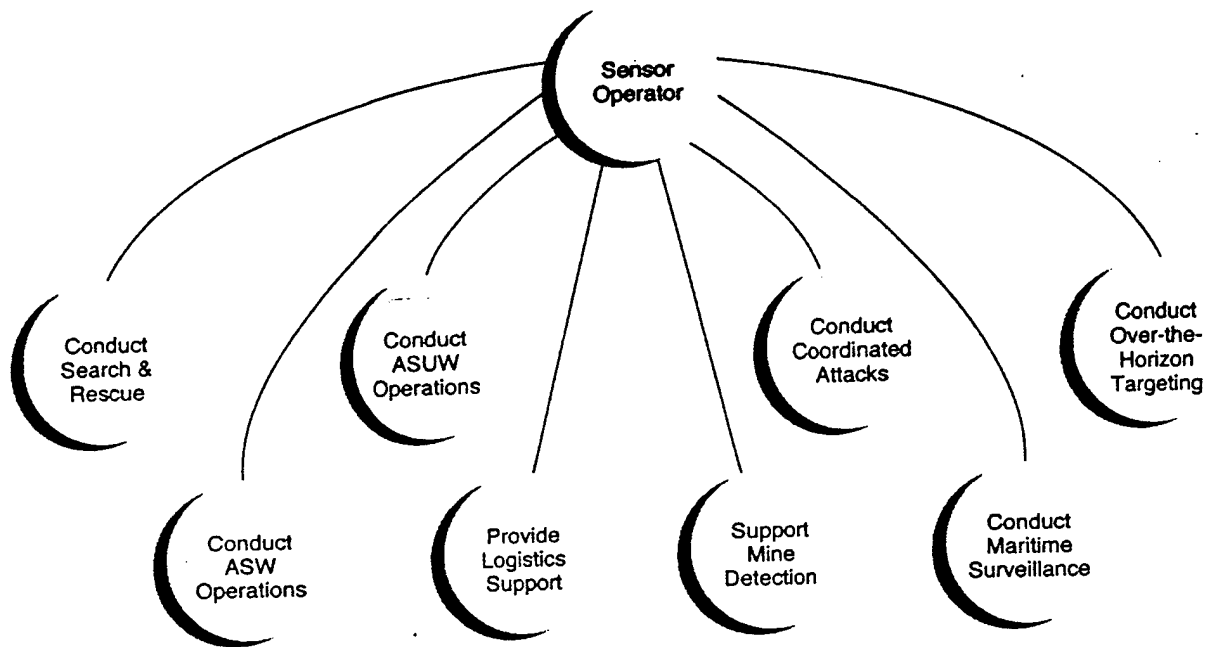 Sensor
Operator
Conduct
Search &
Rescue
Conduct
ASUW
Operations
Conduct
Coordinated
Attacks
Conduct
Over-the-
Horizon
Targeting
Conduct
ASW
Operations
Provide
Logistics
Support
Support
Mine
Detection
Conduct
Maritime
Surveillance